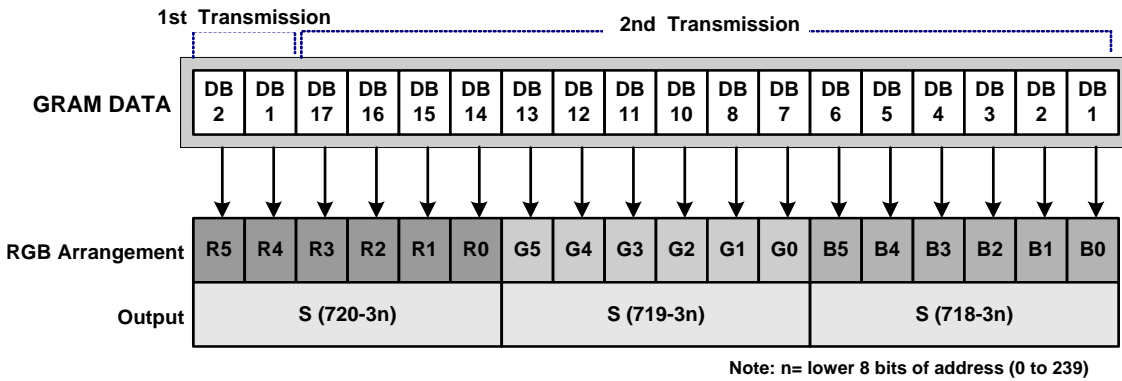 1st Transmission
2nd Transmission
GRAM DATA
DB 2 DB 1 DB 17 DB 16 DB 15 DB 14 DB 13 DB 12 DB 11 DB 10 DB 8 DB 7 DB 6 DB 5 DB 4 DB 3 DB 2 DB 1
RGB Arrangement R5 R4 R3 R2 R1 R0 G5 G4 G3 G2 G1 G0 B5 B4 B3 B2 B1 B0
Output S (720-3n) S (719-3n) S (718-3n)
Note: n= lower 8 bits of address (0 to 239)